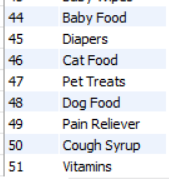 44 Baby Food
45 Diapers
46 Cat Food
47 Pet Treats
48 Dog Food
49 Pain Reliever
50 Cough Syrup
51 Vitamins